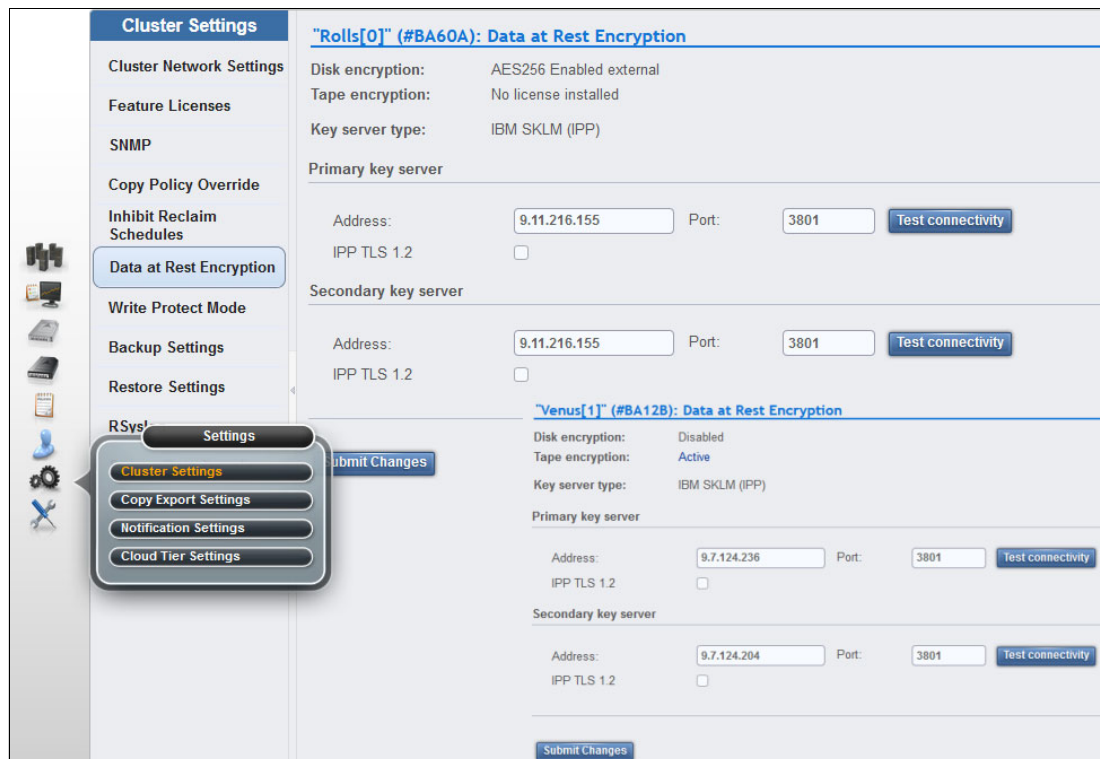 Cluster Settings
Cluster Network Settings
Feature Licenses
SNMP
Copy Policy Override
Inhibit Reclaim
Schedules
Data at Rest Encryption
Write Protect Mode
Backup Settings
Restore Settings
Settings
Cluster Settings
Copy Export Settings
Notification Settings
Cloud Tier Settings
"Rolls[0]" (#BA60A): Data at Rest Encryption
Disk encryption: AES256 Enabled external
Tape encryption: No license installed
Key server type: IBM SKLM (IPP)
Primary key server
Address: 9.11.216.155 Port: 3801 Test connectivity
IPP TLS 1.2
Secondary key server
Address: 9.11.216.155 Port: 3801 Test connectivity
IPP TLS 1.2
Submit Changes
"Venus[1]" (#BA12B): Data at Rest Encryption
Disk encryption: Disabled
Tape encryption: Active
Key server type: IBM SKLM (IPP)
Primary key server
Address: 9.7.124.236 Port: 3801 Test connectivity
IPP TLS 1.2
Secondary key server
Address: 9.7.124.204 Port: 3801 Test connectivity
IPP TLS 1.2
Submit Changes